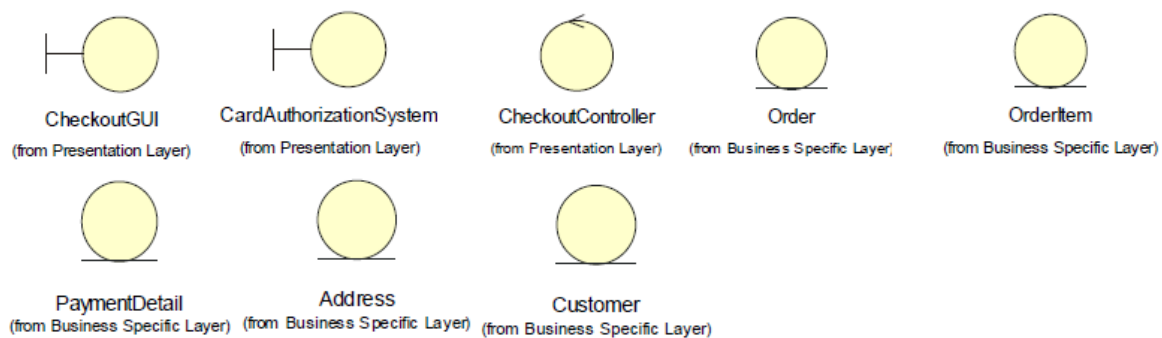 CheckoutGUI
(from Presentation Layer)
CardAuthorizationSystem
(from Presentation Layer)
CheckoutController
(from Presentation Layer)
Order
(from Business Specific Layer)
OrderItem
(from Business Specific Layer)
PaymentDetail
(from Business Specific Layer)
Address
(from Business Specific Layer)
Customer
(from Business Specific Layer)